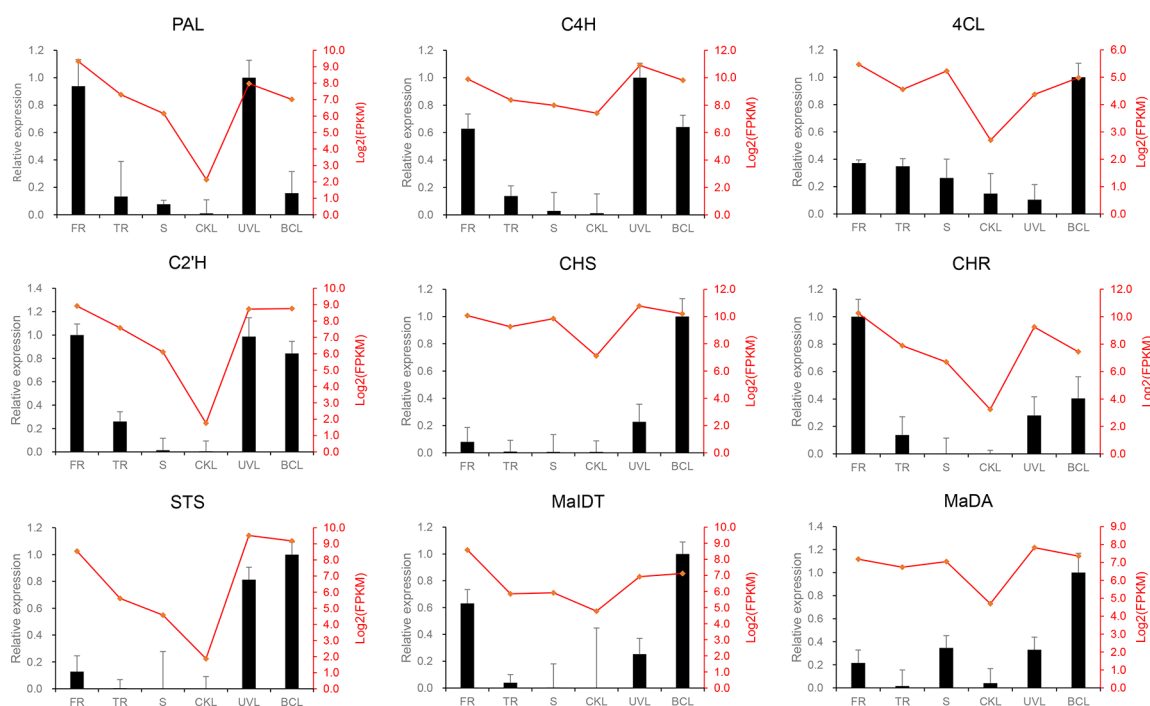 PAL
C4H
4CL
1.2 1.0 0.8 0.6 0.4 0.2 0.0
Relative expression
10.0 9.0 8.0 7.0 6.0 5.0 4.0 3.0 2.0 1.0 0.0
Log2(FPKM)
FR TR S CKL UVL BCL
1.2 1.0 0.8 0.6 0.4 0.2 0.0
Relative expression
12.0 10.0 8.0 6.0 4.0 2.0 0.0
Log2(FPKM)
FR TR S CKL UVL BCL
1.2 1.0 0.8 0.6 0.4 0.2 0.0
Relative expression
6.0 5.0 4.0 3.0 2.0 1.0 0.0
Log2(FPKM)
FR TR S CKL UVL BCL
C2'H
CHS
CHR
1.4 1.2 1.0 0.8 0.6 0.4 0.2 0.0
Relative expression
10.0 9.0 8.0 7.0 6.0 5.0 4.0 3.0 2.0 1.0 0.0
Log2(FPKM)
FR TR S CKL UVL BCL
1.2 1.0 0.8 0.6 0.4 0.2 0.0
Relative expression
12.0 10.0 8.0 6.0 4.0 2.0 0.0
Log2(FPKM)
FR TR S CKL UVL BCL
1.2 1.0 0.8 0.6 0.4 0.2 0.0
Relative expression
12.0 10.0 8.0 6.0 4.0 2.0 0.0
Log2(FPKM)
FR TR S CKL UVL BCL
STS
MaIDT
MaDA
1.2 1.0 0.8 0.6 0.4 0.2 0.0
Relative expression
10.0 9.0 8.0 7.0 6.0 5.0 4.0 3.0 2.0 1.0 0.0
Log2(FPKM)
FR TR S CKL UVL BCL
1.2 1.0 0.8 0.6 0.4 0.2 0.0
Relative expression
10.0 9.0 8.0 7.0 6.0 5.0 4.0 3.0 2.0 1.0 0.0
Log2(FPKM)
FR TR S CKL UVL BCL
1.4 1.2 1.0 0.8 0.6 0.4 0.2 0.0
Relative expression
9.0 8.0 7.0 6.0 5.0 4.0 3.0 2.0 1.0 0.0
Log2(FPKM)
FR TR S CKL UVL BCL